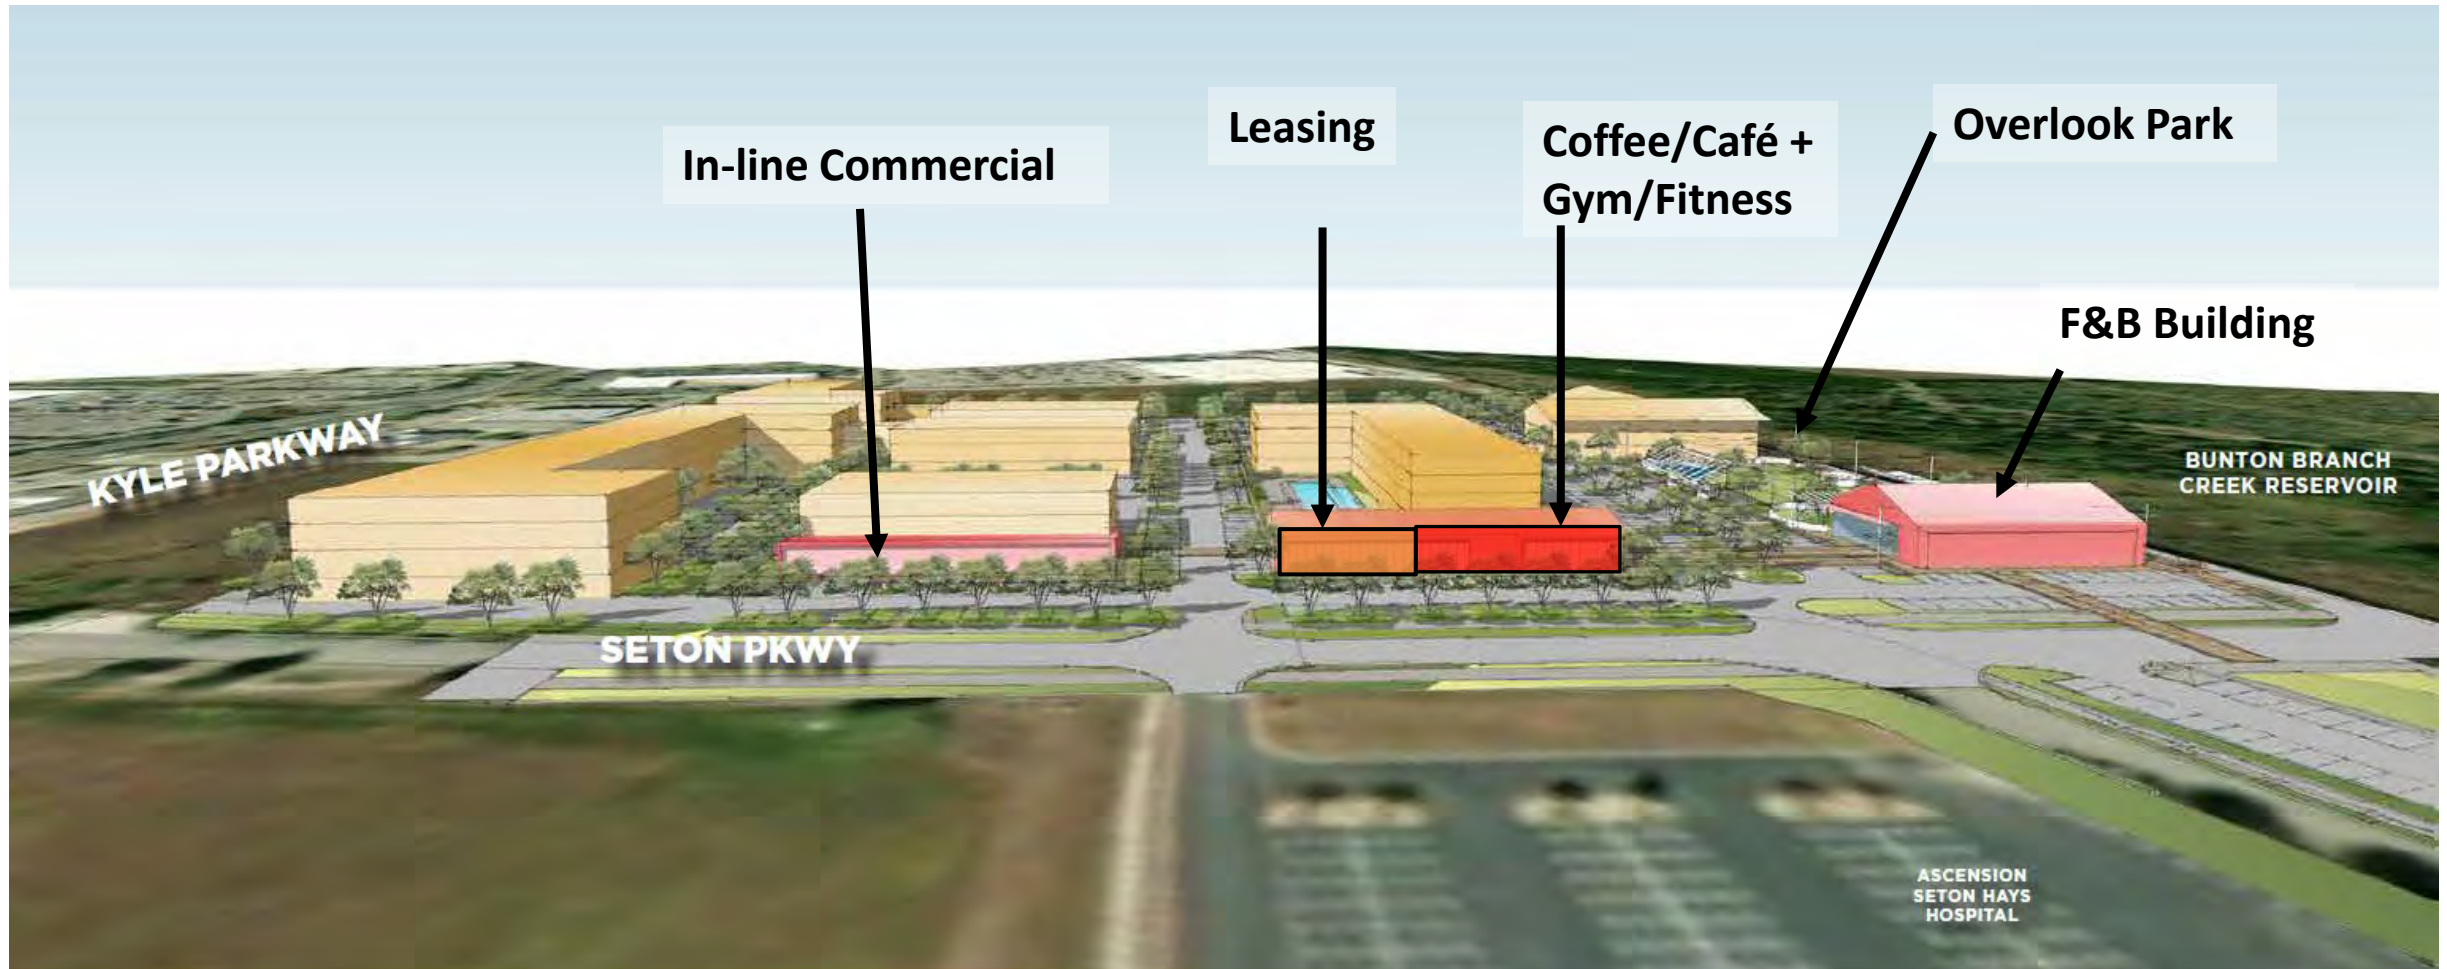 Leasing
Coffee/Café +
Gym/Fitness
Overlook Park
In-line Commercial
F&B Building
KYLE PARKWAY
BUNTON BRANCH
CREEK RESERVOIR
SETON PKWY
ASCENSION
SETON HAYS
HOSPITAL